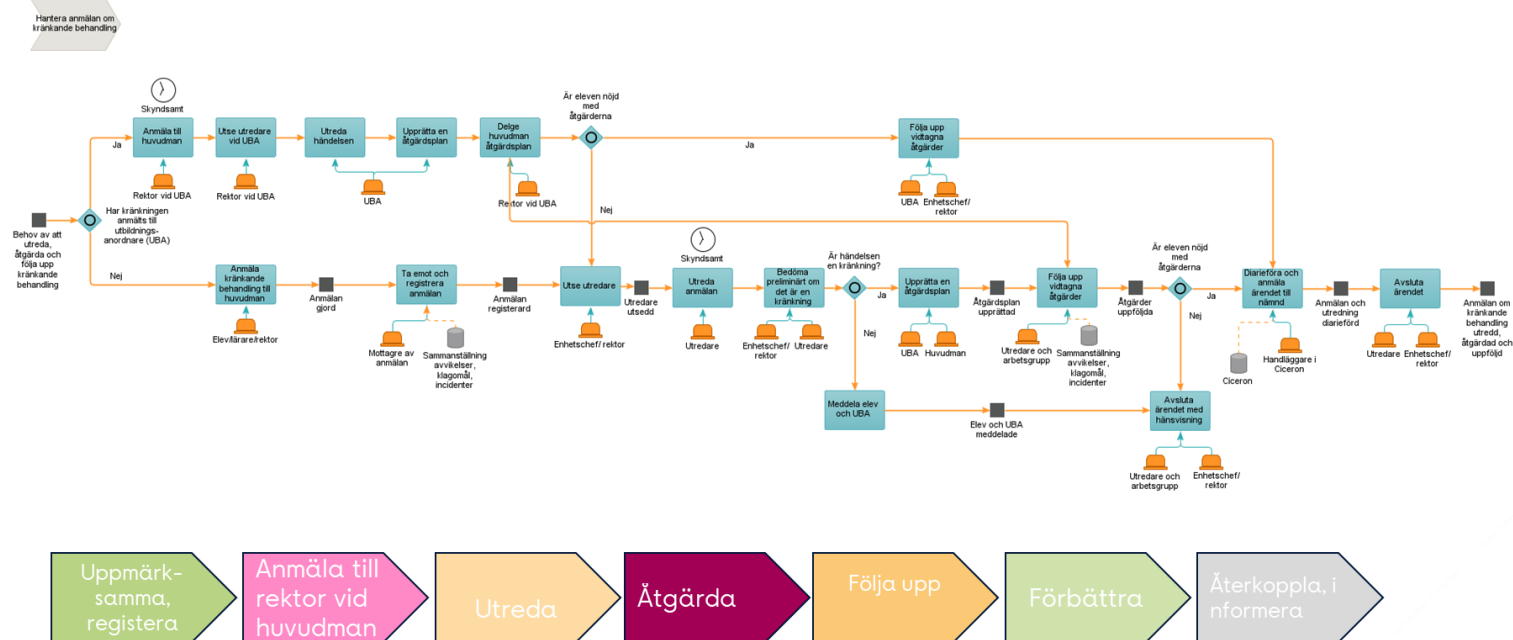 Hantera anmälan om
kränkande behandling
Skyndsamt
Anmäla till
huvudman
Utse utredare
vid UBA
Utreda
händelsen
Upprätta en
åtgärdsplan
Delge
huvudman
åtgärdsplan
Är eleven nöjd
med
åtgärderna
Ja
Ja
Följa upp
vidtagna
åtgärder
Rektor vid UBA
Rektor vid UBA
UBA
Rektor vid UBA
UBA
Enhetschef/
rektor
Behov av att
utreda,
åtgärda och
följa upp
kränkande
behandling
Har kränkningen
anmälts till
utbildnings-
anordnare (UBA)
Nej
Nej
Anmäla
kränkande
behandling till
huvudman
Anmälan
gjord
Ta emot och
registrera
anmälan
Anmälan
registrerard
Utse utredare
Utredare
utsedd
Skyndsamt
Utreda
anmälan
Bedöma
preliminärt om
det är en
kränkning
Är händelsen
en kränkning?
Ja
Nej
Upprätta en
åtgärdsplan
Åtgärdsplan
upprättad
Följa upp
vidtagna
åtgärder
Åtgärder
uppföljda
Är eleven nöjd
med
åtgärderna
Ja
Nej
Diarieföra och
anmäla
ärendet till
nämnd
Anmälan och
utredning
diarieförd
Avsluta
ärendet
Anmälan om
kränkande
behandling
utredd,
åtgärdad och
uppföljd
Elev/lärare/rektor
Mottagre av
anmälan
Sammanställning
avvikelser,
klagomål,
incidenter
Enhetschef/ rektor
Utredare
Enhetschef/
rektor
Utredare
UBA
Huvudman
Utredare och
arbetsgrupp
Sammanställning
avvikelser,
klagomål,
incidenter
Ciceron
Handläggare i
Ciceron
Utredare
Enhetschef/
rektor
Meddela elev
och UBA
Elev och UBA
meddelade
Avsluta
ärendet med
hänsvisning
Utredare och
arbetsgrupp
Enhetschef/
rektor
Uppmärk-
samma,
registera
Anmäla till
rektor vid
huvudman
Utreda
Åtgärda
Följa upp
Förbättra
Återkoppla, i
nformera